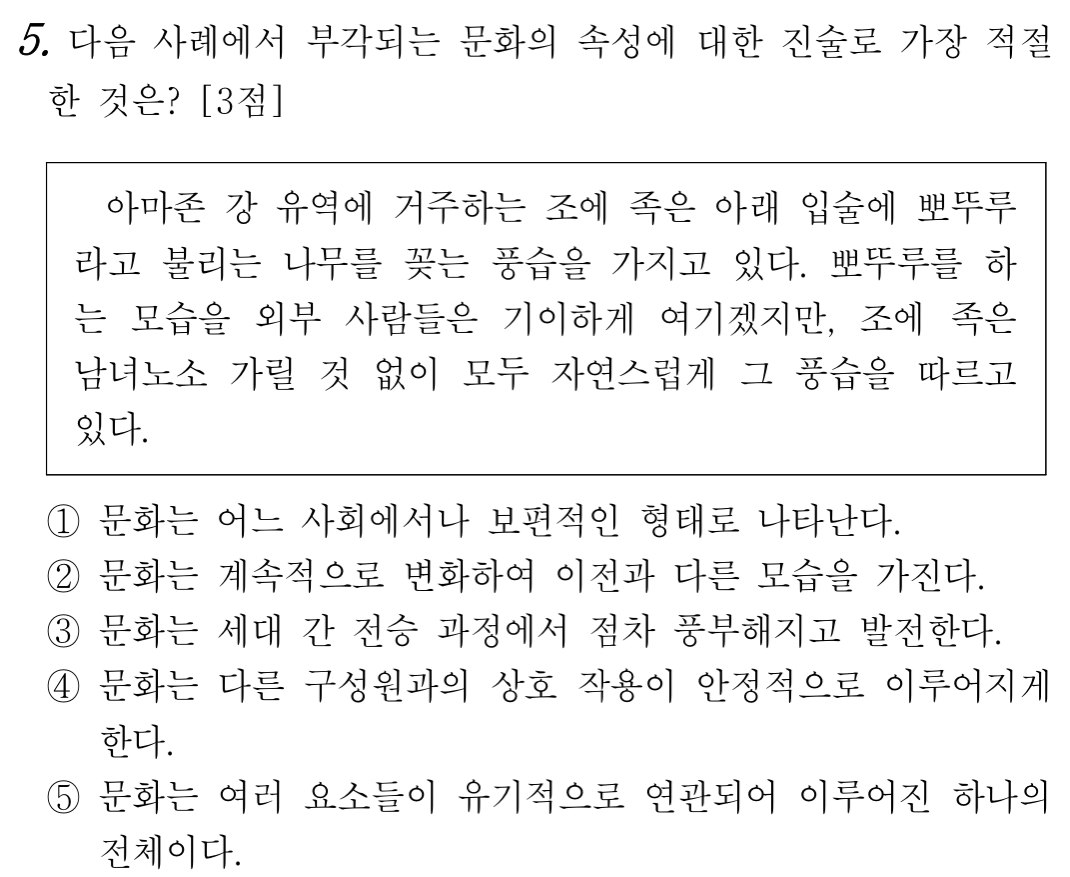 5. 다음 사례에서 부각되는 문화의 속성에 대한 진술로 가장 적절
한 것은? [3점]
아마존 강 유역에 거주하는 조에 족은 아래 입술에 뽀뚜루
라고 불리는 나무를 꽂는 풍습을 가지고 있다. 뽀뚜루를 하
는 모습을 외부 사람들은 기이하게 여기겠지만, 조에 족은
남녀노소 가릴 것 없이 모두 자연스럽게 그 풍습을 따르고
있다.
① 문화는 어느 사회에서나 보편적인 형태로 나타난다.
② 문화는 계속적으로 변화하여 이전과 다른 모습을 가진다.
③ 문화는 세대 간 전승 과정에서 점차 풍부해지고 발전한다.
④ 문화는 다른 구성원과의 상호 작용이 안정적으로 이루어지게
한다.
⑤ 문화는 여러 요소들이 유기적으로 연관되어 이루어진 하나의
전체이다.